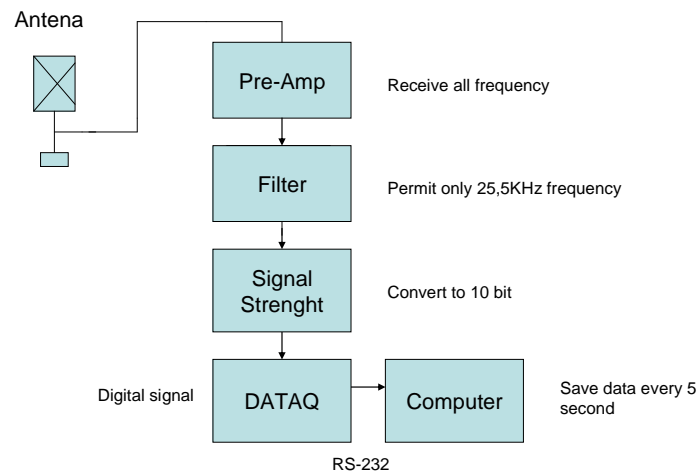 Antena
Pre-Amp
Receive all frequency
Filter
Permit only 25,5KHz frequency
Signal
Strenght
Convert to 10 bit
Digital signal
DATAQ
Computer
Save data every 5
second
RS-232